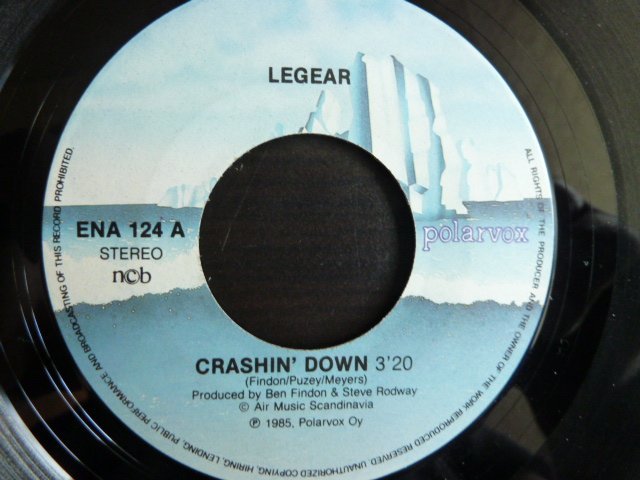 LEGEAR
ENA 124 A
STEREO
n©b
polarvox
CRASHIN' DOWN 3'20
(Findon/Puzey/Meyers)
Produced by Ben Findon & Steve Rodway
© Air Music Scandinavia
℗ 1985, Polarvox Oy
ALL RIGHTS OF THE PRODUCER AND THE OWNER OF THE WORK REPRODUCED RESERVED. UNAUTHORIZED COPYING, HIRING, LENDING, PUBLIC PERFORMANCE AND BROADCASTING OF THIS RECORD PROHIBITED.